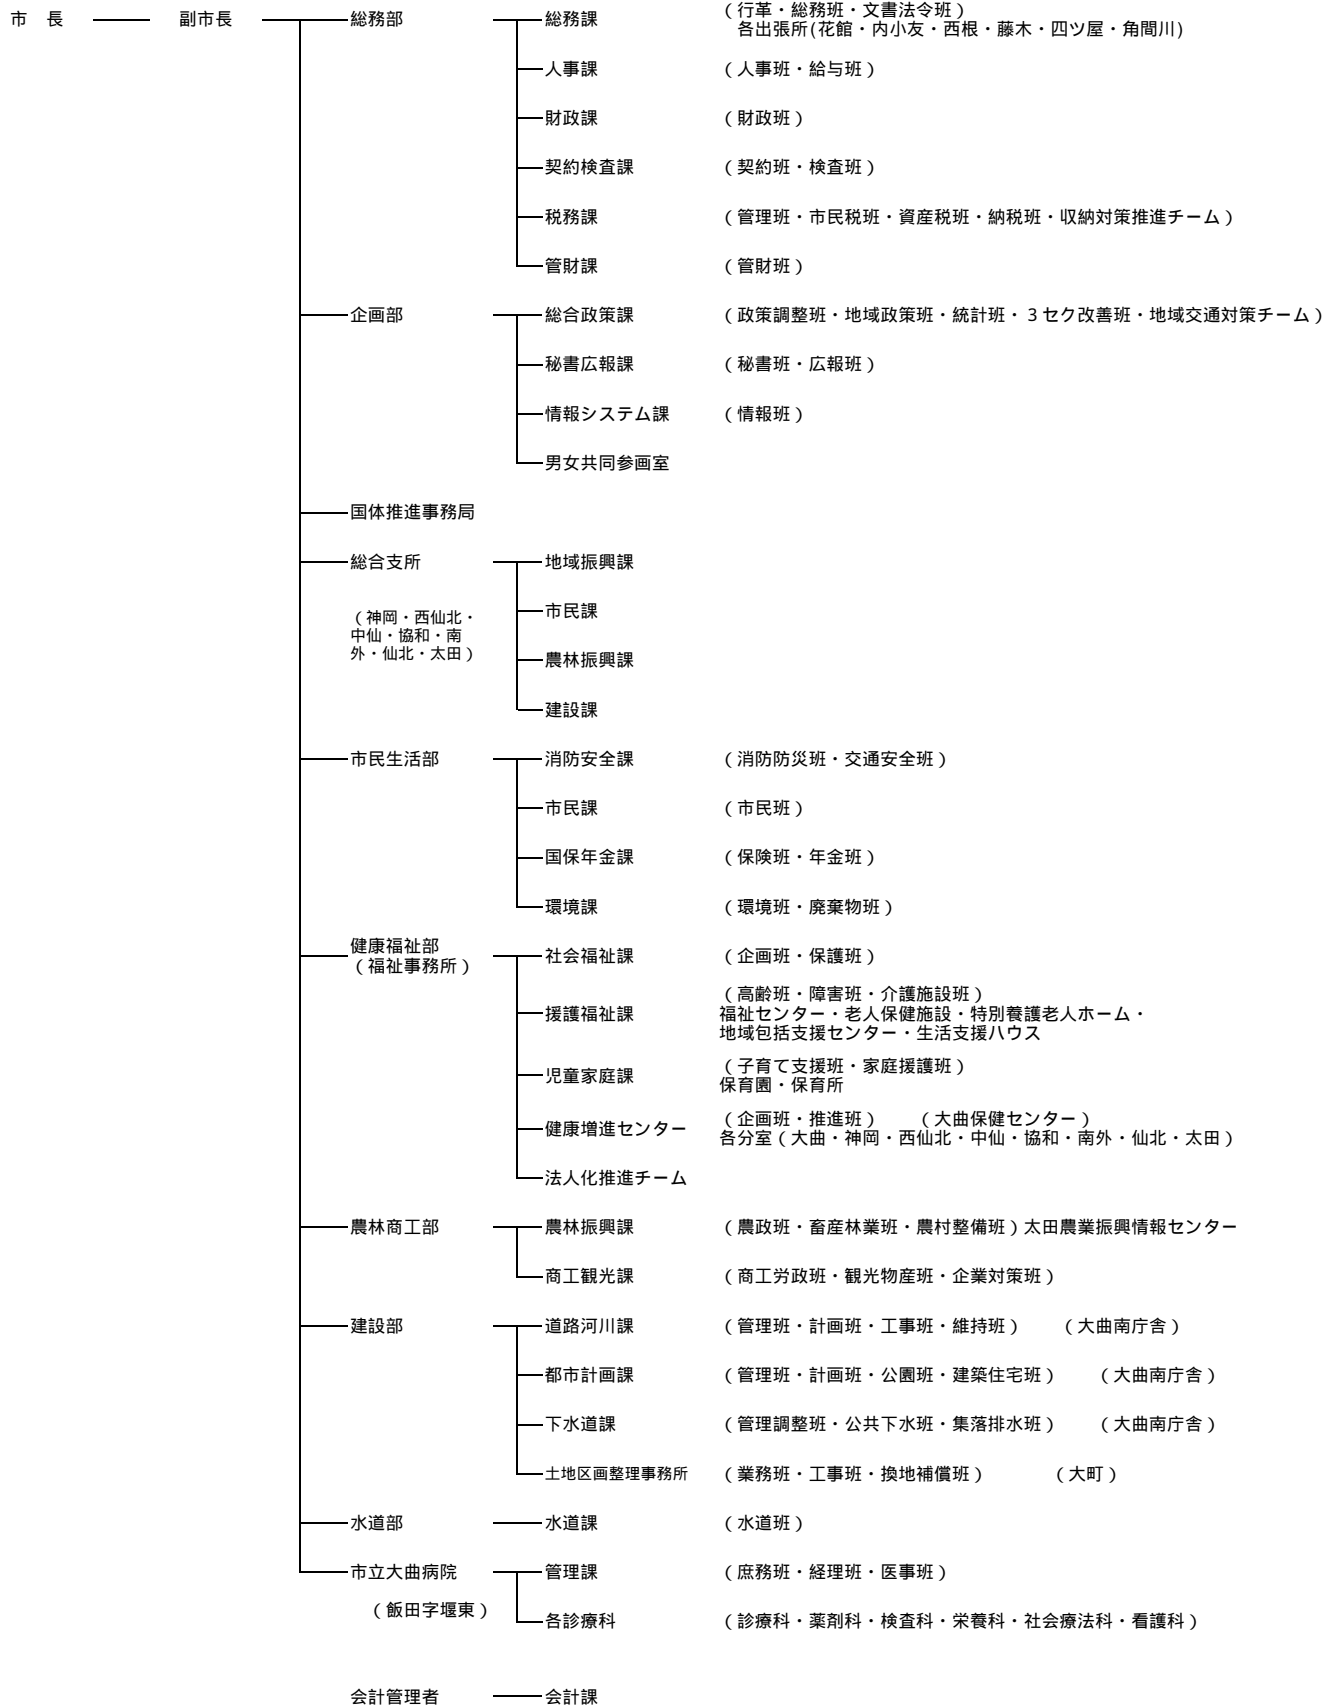 市　長　副市長　総務部　総務課　（行革・総務班・文書法令班）
各出張所(花館・内小友・西根・藤木・四ツ屋・角間川)
人事課　（人事班・給与班）
財政課　（財政班）
契約検査課　（契約班・検査班）
税務課　（管理班・市民税班・資産税班・納税班・収納対策推進チーム）
管財課　（管財班）
企画部　総合政策課　（政策調整班・地域政策班・統計班・３セク改善班・地域交通対策チーム）
秘書広報課　（秘書班・広報班）
情報システム課　（情報班）
男女共同参画室
国体推進事務局
総合支所　地域振興課
（神岡・西仙北・
中仙・協和・南
外・仙北・太田）
市民課
農林振興課
建設課
市民生活部　消防安全課　（消防防災班・交通安全班）
市民課　（市民班）
国保年金課　（保険班・年金班）
環境課　（環境班・廃棄物班）
健康福祉部
（福祉事務所）
社会福祉課　（企画班・保護班）
援護福祉課　（高齢班・障害班・介護施設班）
福祉センター・老人保健施設・特別養護老人ホーム・
地域包括支援センター・生活支援ハウス
児童家庭課　（子育て支援班・家庭援護班）
保育園・保育所
健康増進センター　（企画班・推進班）　（大曲保健センター）
各分室（大曲・神岡・西仙北・中仙・協和・南外・仙北・太田）
法人化推進チーム
農林商工部　農林振興課　（農政班・畜産林業班・農村整備班）太田農業振興情報センター
商工観光課　（商工労政班・観光物産班・企業対策班）
建設部　道路河川課　（管理班・計画班・工事班・維持班）　（大曲南庁舎）
都市計画課　（管理班・計画班・公園班・建築住宅班）　（大曲南庁舎）
下水道課　（管理調整班・公共下水班・集落排水班）　（大曲南庁舎）
土地区画整理事務所　（業務班・工事班・換地補償班）　（大町）
水道部　水道課　（水道班）
市立大曲病院　管理課　（庶務班・経理班・医事班）
（飯田字堰東）
各診療科　（診療科・薬剤科・検査科・栄養科・社会療法科・看護科）
会計管理者　会計課